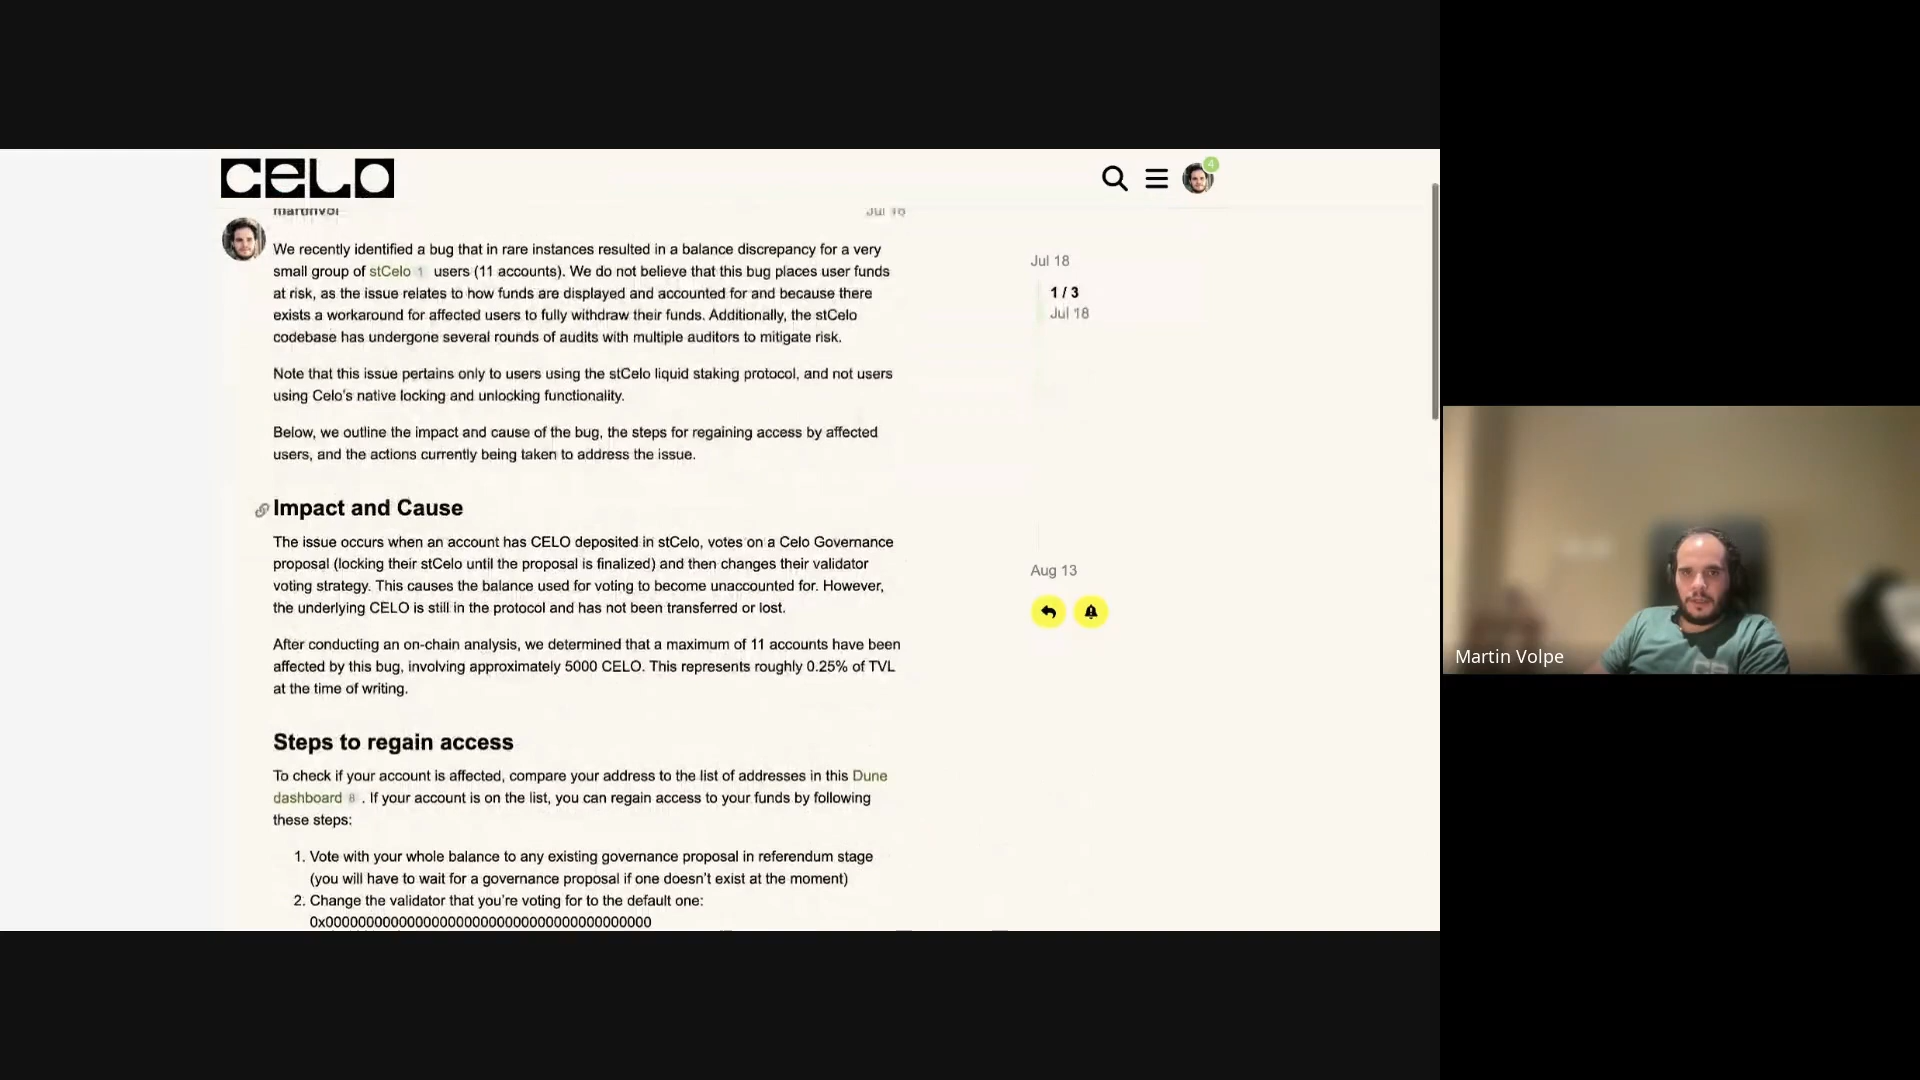 CELO
4
martinvol
Jul 18
We recently identified a bug that in rare instances resulted in a balance discrepancy for a very
small group of stCelo 1 users (11 accounts). We do not believe that this bug places user funds
at risk, as the issue relates to how funds are displayed and accounted for and because there
exists a workaround for affected users to fully withdraw their funds. Additionally, the stCelo
codebase has undergone several rounds of audits with multiple auditors to mitigate risk.
Note that this issue pertains only to users using the stCelo liquid staking protocol, and not users
using Celo's native locking and unlocking functionality.
Below, we outline the impact and cause of the bug, the steps for regaining access by affected
users, and the actions currently being taken to address the issue.
Impact and Cause
The issue occurs when an account has CELO deposited in stCelo, votes on a Celo Governance
proposal (locking their stCelo until the proposal is finalized) and then changes their validator
voting strategy. This causes the balance used for voting to become unaccounted for. However,
the underlying CELO is still in the protocol and has not been transferred or lost.
After conducting an on-chain analysis, we determined that a maximum of 11 accounts have been
affected by this bug, involving approximately 5000 CELO. This represents roughly 0.25% of TVL
at the time of writing.
Steps to regain access
To check if your account is affected, compare your address to the list of addresses in this Dune
dashboard 8 . If your account is on the list, you can regain access to your funds by following
these steps:
1. Vote with your whole balance to any existing governance proposal in referendum stage
(you will have to wait for a governance proposal if one doesn't exist at the moment)
2. Change the validator that you're voting for to the default one:
0x0000000000000000000000000000000000000000
Jul 18
1 / 3
Jul 18
Aug 13
Martin Volpe